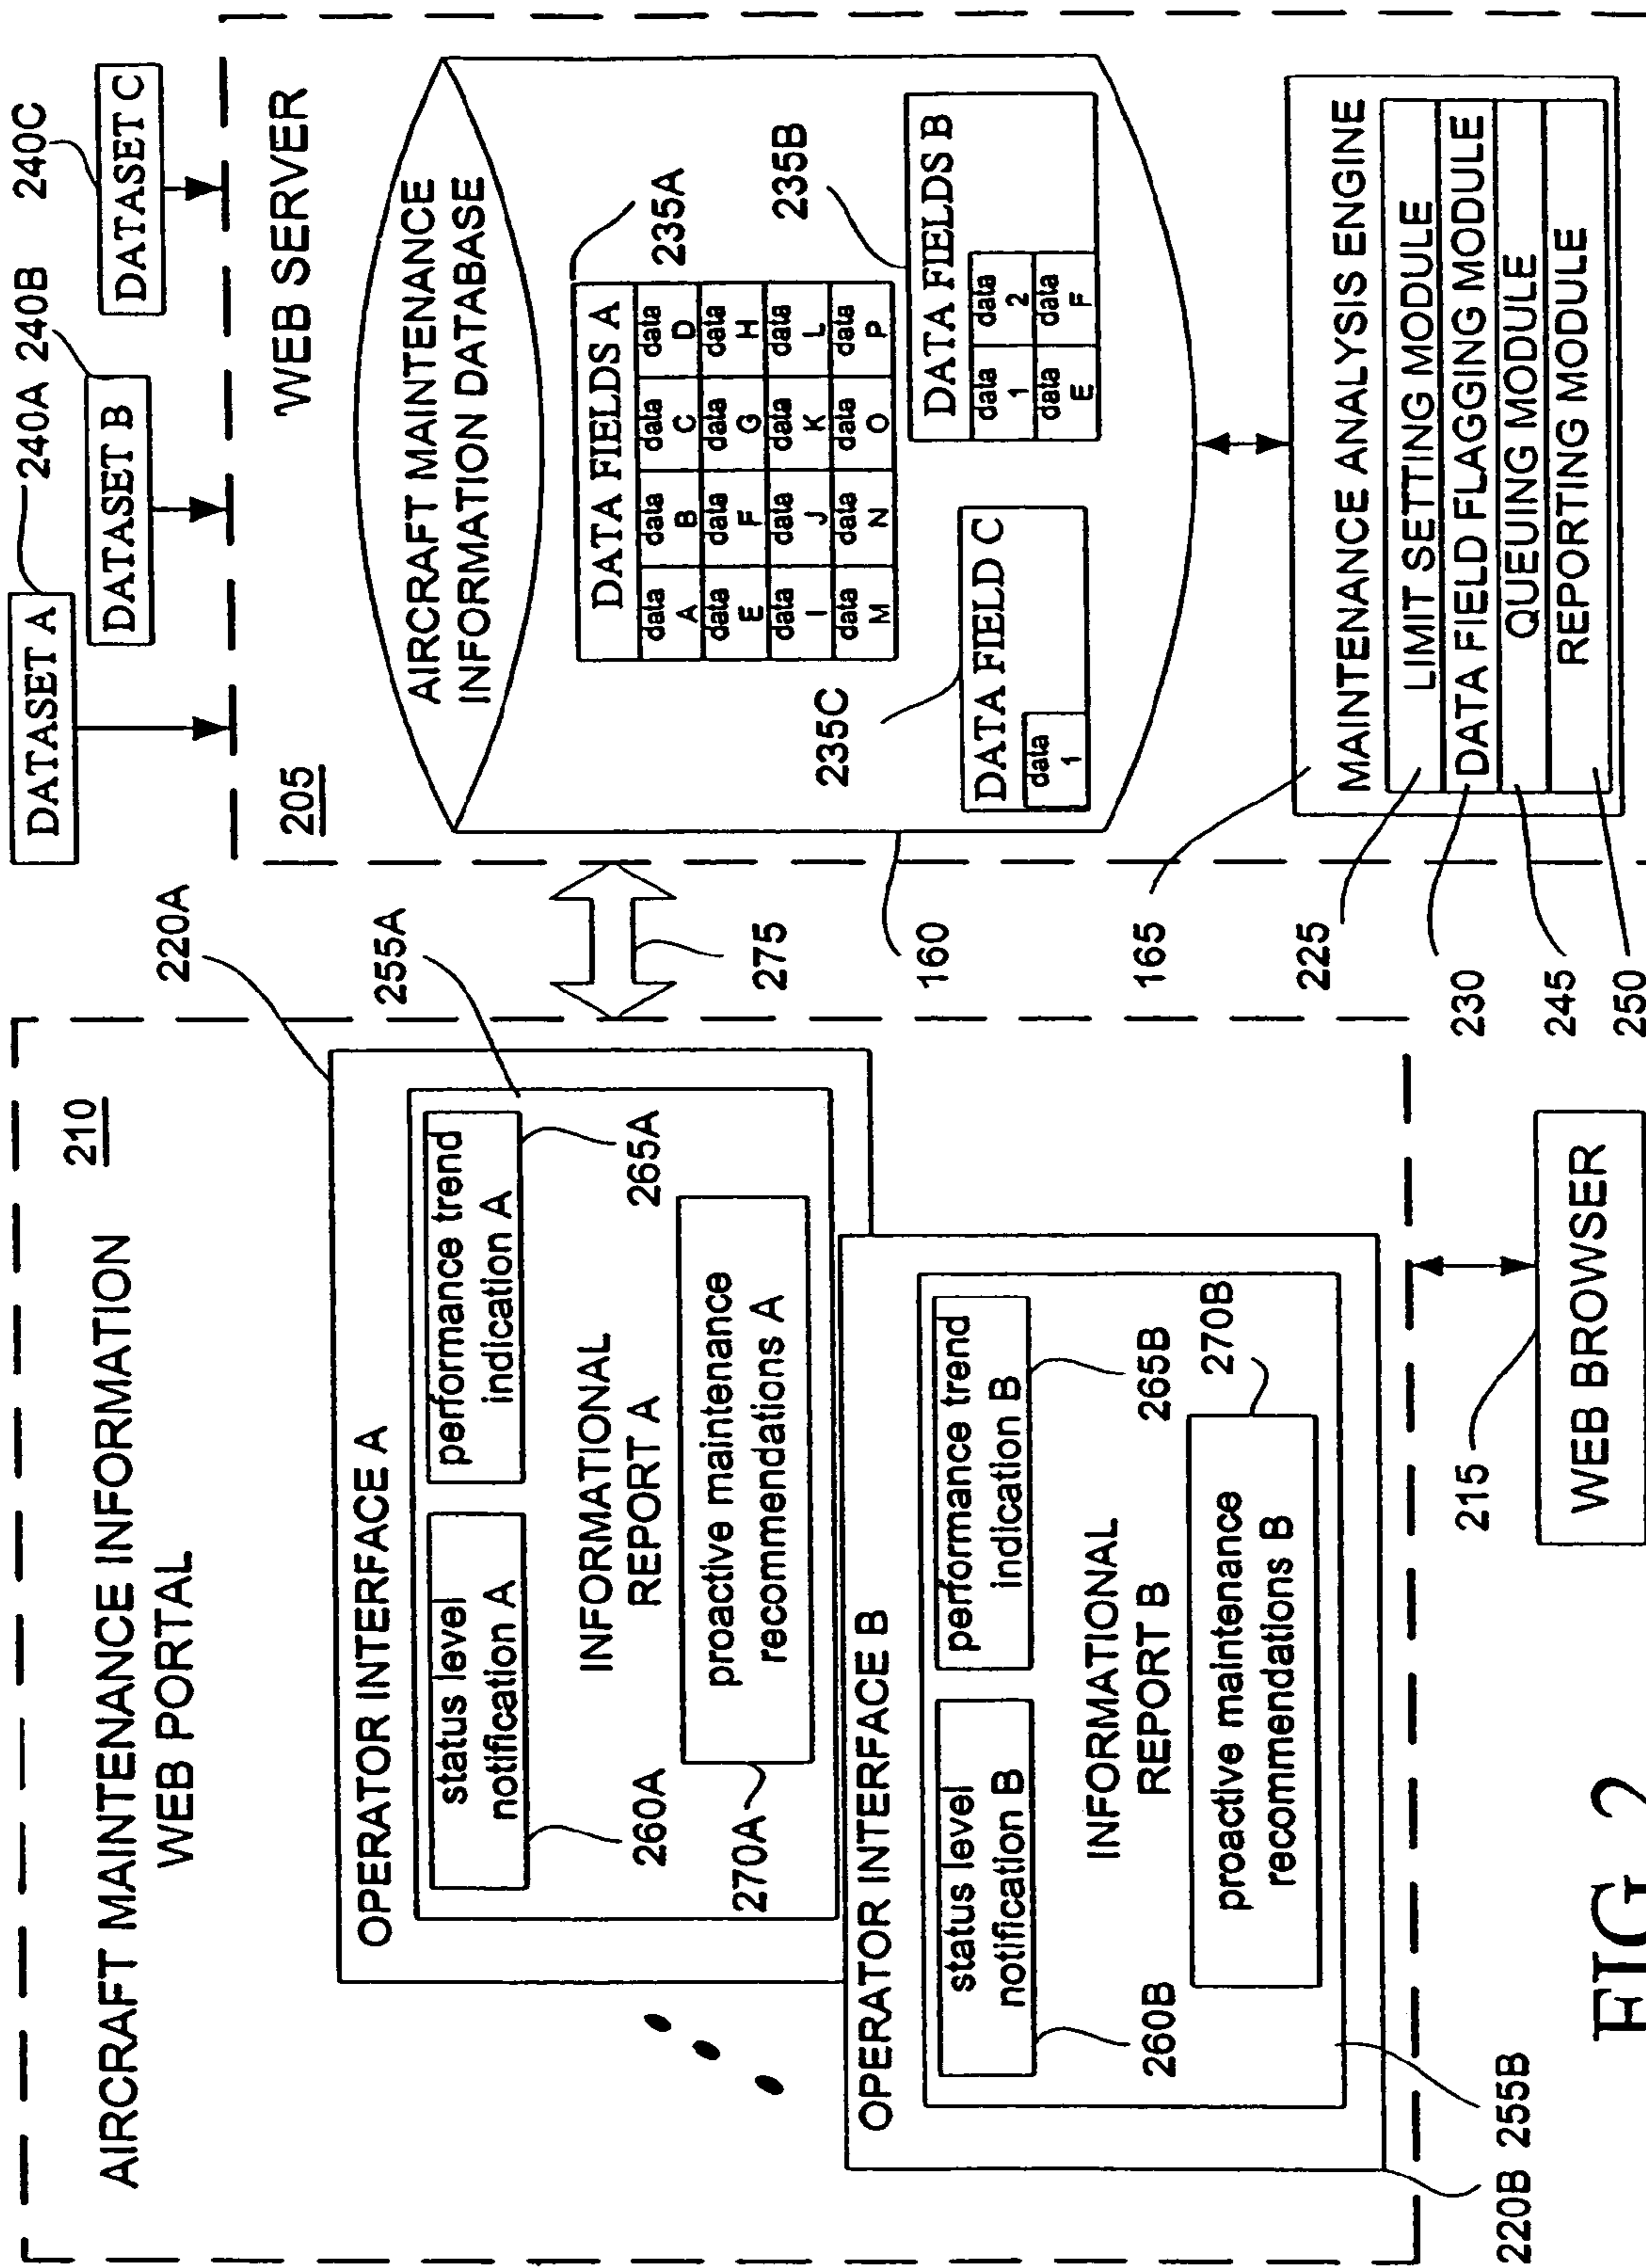 AIRCRAFT MAINTENANCE INFORMATION
WEB PORTAL
210
220A
OPERATOR INTERFACE A
255A
status level
notification A
performance trend
indication A
260A
265A
INFORMATIONAL
REPORT A
proactive maintenance
recommendations A
270A
OPERATOR INTERFACE B
status level
notification B
performance trend
indication B
260B
265B
INFORMATIONAL
REPORT B
270B
proactive maintenance
recommendations B
220B
255B
215
WEB BROWSER
275
DATASET A
240A
DATASET B
240B
DATASET C
240C
205
WEB SERVER
AIRCRAFT MAINTENANCE
INFORMATION DATABASE
DATA FIELDS A
235A
data A data B data C data D
data E data F data G data H
data I data J data K data L
data M data N data O data P
235C
DATA FIELD C
data 1
235B
DATA FIELDS B
data 1 data 2
data E data F
160
165
MAINTENANCE ANALYSIS ENGINE
225
LIMIT SETTING MODULE
230
DATA FIELD FLAGGING MODULE
245
QUEUING MODULE
250
REPORTING MODULE
FIG 2